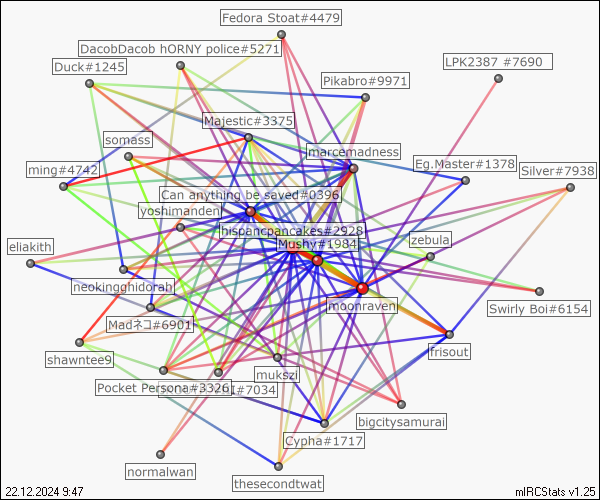 Fedora Stoat#4479
DacobDacob hORNY police#5271
LPK2387 #7690
Duck#1245
Pikabro#9971
Majestic#3375
somass
marcemadness
Eg.Master#1378
ming#4742
Silver#7938
Can anything be saved#0396
yoshimanden
hispanicpancakes#2928
zebula
eliakith
Mushy#1984
neokingghidorah
moonraven
Swirly Boi#6154
Madネコ#6901
frisout
shawntee9
mukszi
Pocket Persona#3326
#7034
bigcitysamurai
Cypha#1717
normalwan
thesecondtwat
22.12.2024 9:47
mIRCStats v1.25